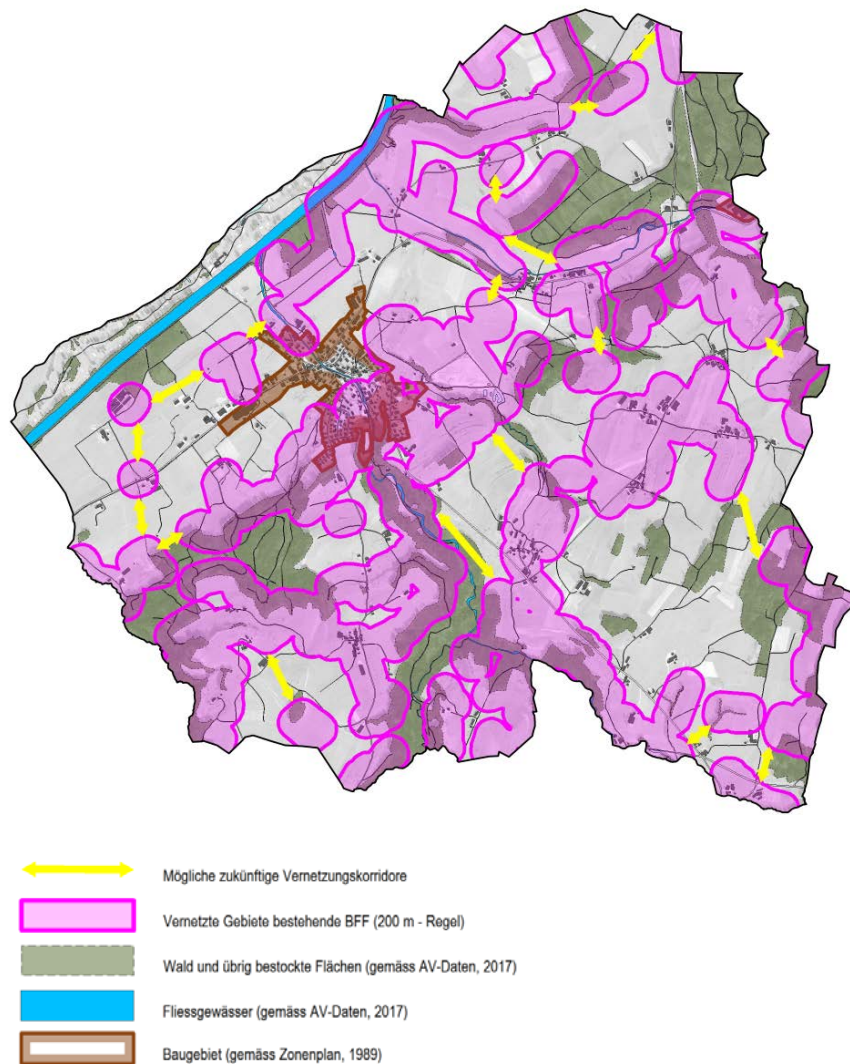 Mögliche zukünftige Vernetzungskorridore
Vernetzte Gebiete bestehende BFF (200 m - Regel)
Wald und übrig bestockte Flächen (gemäss AV-Daten, 2017)
Fliessgewässer (gemäss AV-Daten, 2017)
Baugebiet (gemäss Zonenplan, 1989)